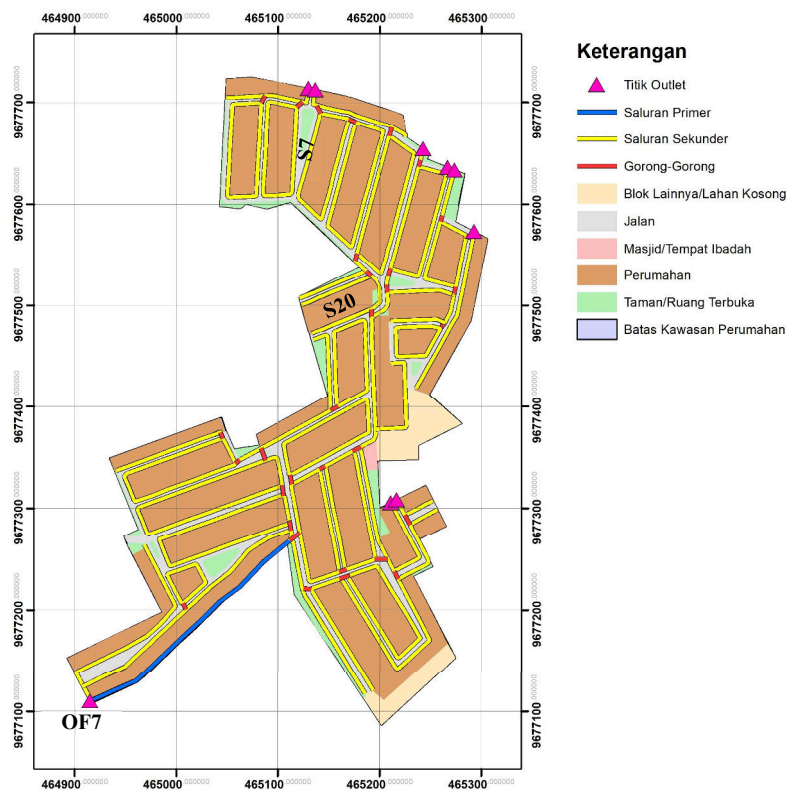 464900.000000 465000.000000 465100.000000 465200.000000 465300.000000
9677700.000000
9677600.000000
9677500.000000
9677400.000000
9677300.000000
9677200.000000
9677100.000000
S7
S20
OF7
9677700.000000
9677600.000000
9677500.000000
9677400.000000
9677300.000000
9677200.000000
9677100.000000
464900.000000 465000.000000 465100.000000 465200.000000 465300.000000
Keterangan
Titik Outlet
Saluran Primer
Saluran Sekunder
Gorong-Gorong
Blok Lainnya/Lahan Kosong
Jalan
Masjid/Tempat Ibadah
Perumahan
Taman/Ruang Terbuka
Batas Kawasan Perumahan